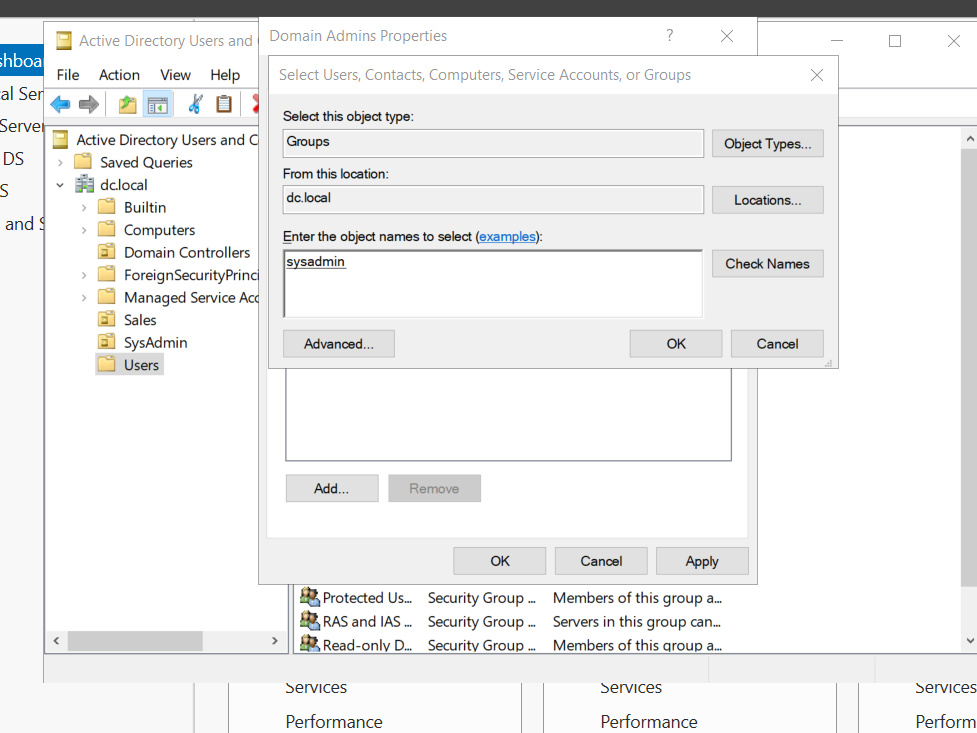 Domain Admins Properties
?
Active Directory Users and
Select Users, Contacts, Computers, Service Accounts, or Groups
shboa
File Action View Help
cal Ser
Server
DS
S
and S
Select this object type:
Groups
Object Types...
From this location:
dc.local
Locations...
Enter the object names to select (examples):
sysadmin
Check Names
Advanced...
OK
Cancel
Active Directory Users and C
Saved Queries
dc.local
Builtin
Computers
Domain Controllers
ForeignSecurityPrinci
Managed Service Acc
Sales
SysAdmin
Users
Add...
Remove
OK
Cancel
Apply
Protected Us... Security Group ... Members of this group a...
RAS and IAS ... Security Group ... Servers in this group can...
Read-only D... Security Group ... Members of this group a...
Services Services Services
Performance Performance Perform